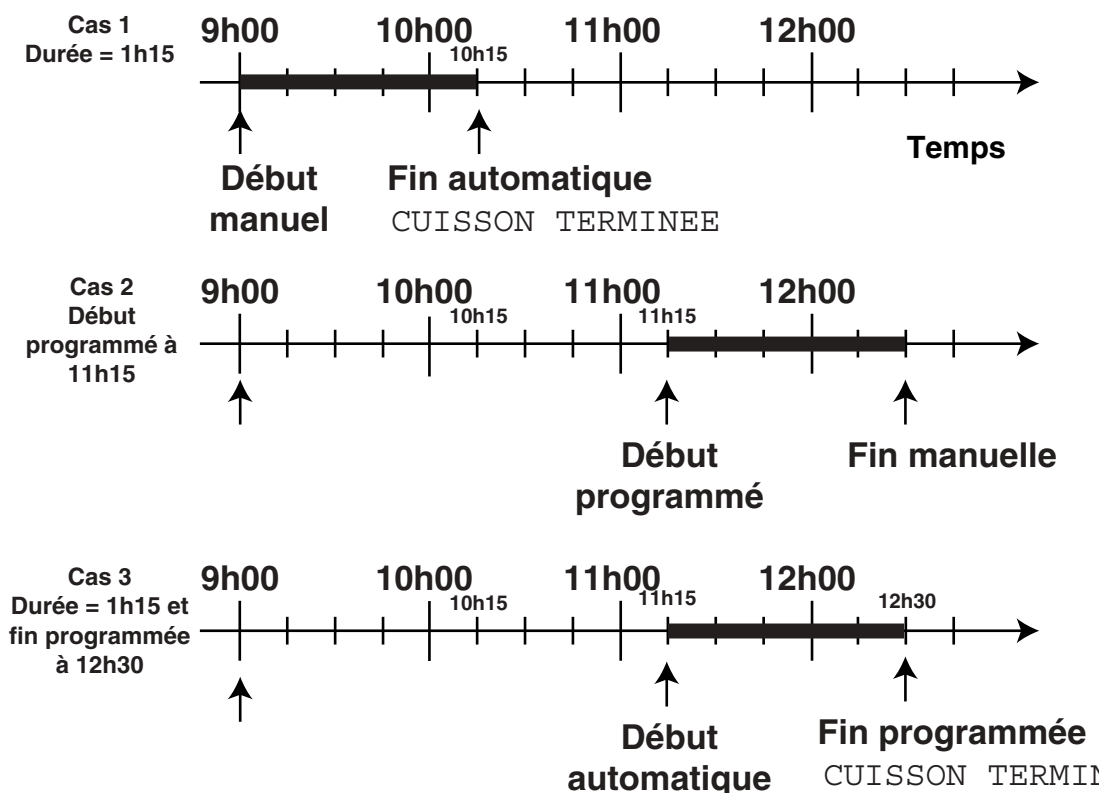 Cas 1
Durée = 1h15
9h00 10h00 11h00 12h00
10h15
Temps
Début
manuel
Fin automatique
CUISSON TERMINEE
Cas 2
Début
programmé à
11h15
9h00 10h00 11h00 12h00
10h15 11h15
Début
programmé
Fin manuelle
Cas 3
Durée = 1h15 et
fin programmée
à 12h30
9h00 10h00 11h00 12h00
10h15 11h15 12h30
Début
automatique
Fin programmée
CUISSON TERMIN